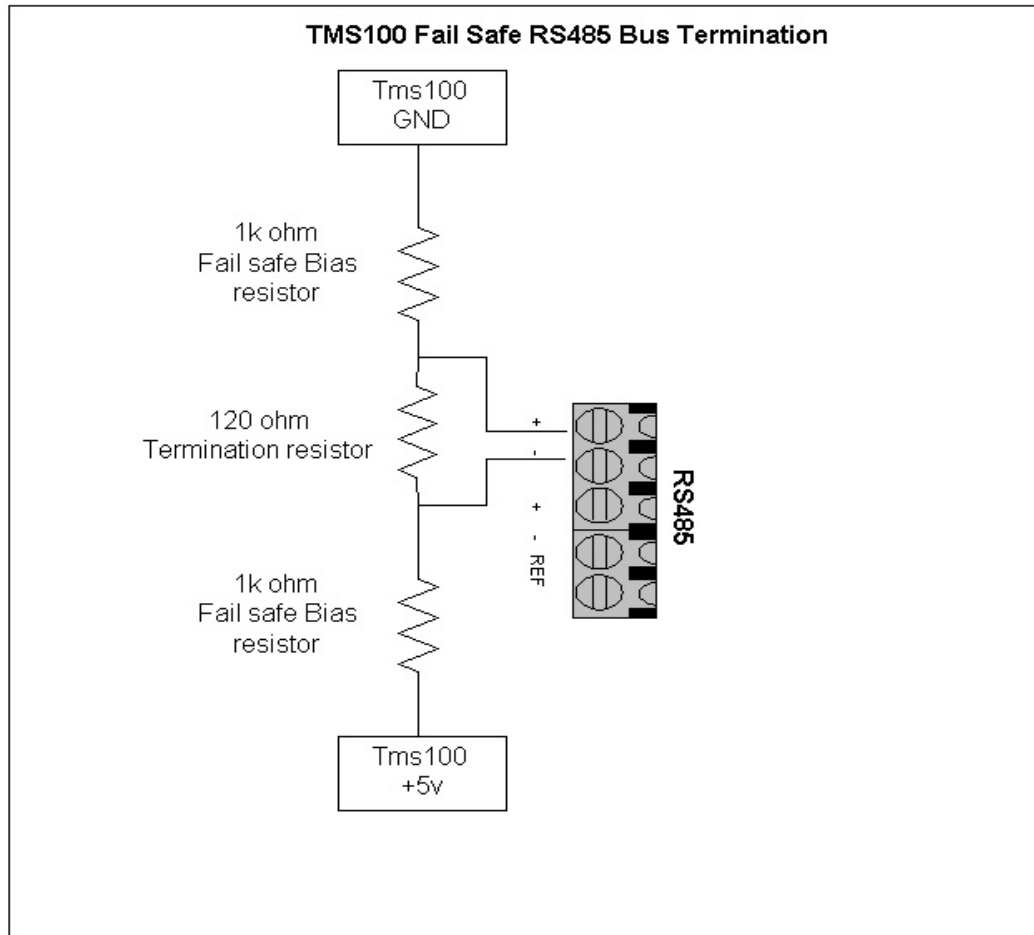 TMS100 Fail Safe RS485 Bus Termination
Tms100
GND
1k ohm
Fail safe Bias
resistor
120 ohm
Termination resistor
+
-
+
-
REF
RS485
1k ohm
Fail safe Bias
resistor
Tms100
+5v